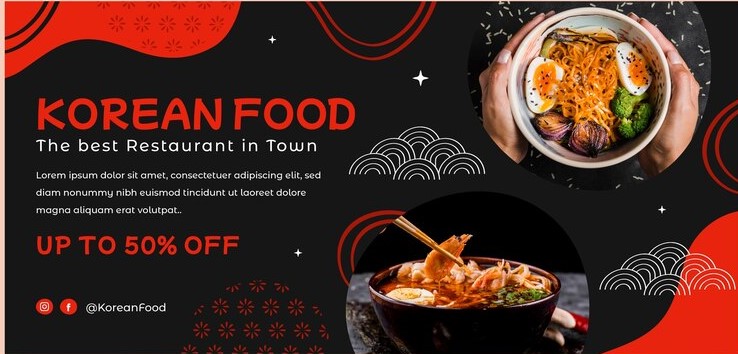 KOREAN FOOD
The best Restaurant in Town
Lorem ipsum dolor sit amet, consectetuer adipiscing elit, sed
diam nonummy nibh euismod tincidunt ut laoreet dolore
magna aliquam erat volutpat..
UP TO 50% OFF
@KoreanFood